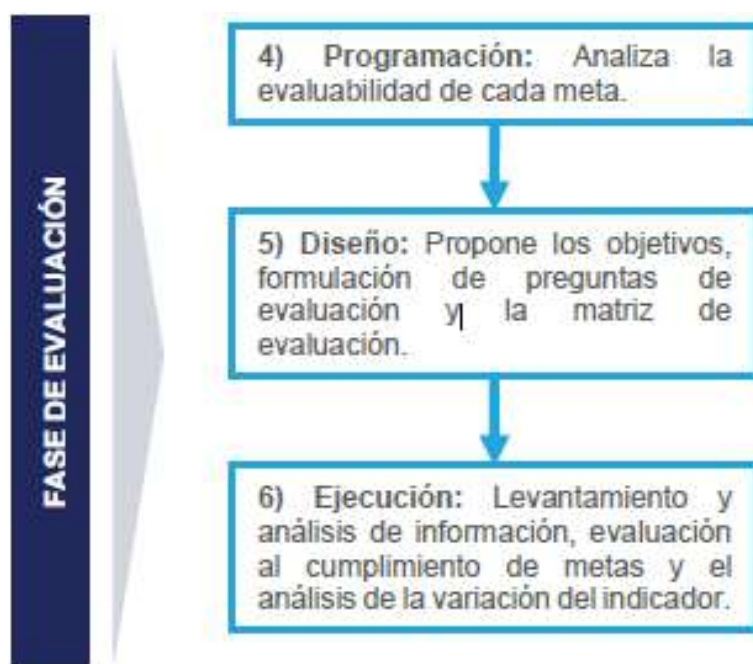 FASE DE EVALUACIÓN
4) Programación: Analiza la
evaluabilidad de cada meta.
5) Diseño: Propone los objetivos,
formulación de preguntas de
evaluación y la matriz de
evaluación.
6) Ejecución: Levantamiento y
análisis de información, evaluación
al cumplimiento de metas y el
análisis de la variación del indicador.